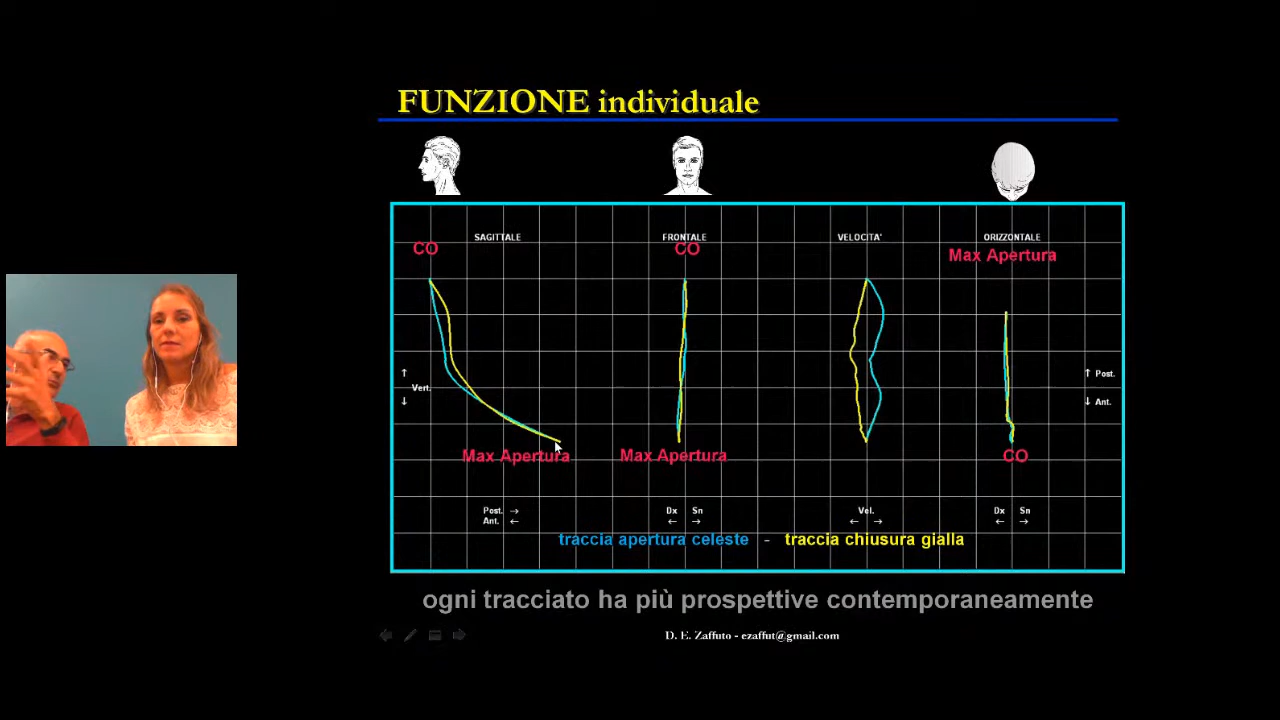 FUNZIONE individuale
SAGITTALE
FRONTALE
VELOCITA'
ORIZZONTALE
CO
CO
Max Apertura
↑
Vert.
↓
↑ Post.
↓ Ant.
Max Apertura
Max Apertura
CO
Post. →
Ant. ←
Dx Sn
← →
Vel.
← →
Dx Sn
← →
traccia apertura celeste - traccia chiusura gialla
ogni tracciato ha più prospettive contemporaneamente
D. E. Zaffuto - ezaffut@gmail.com